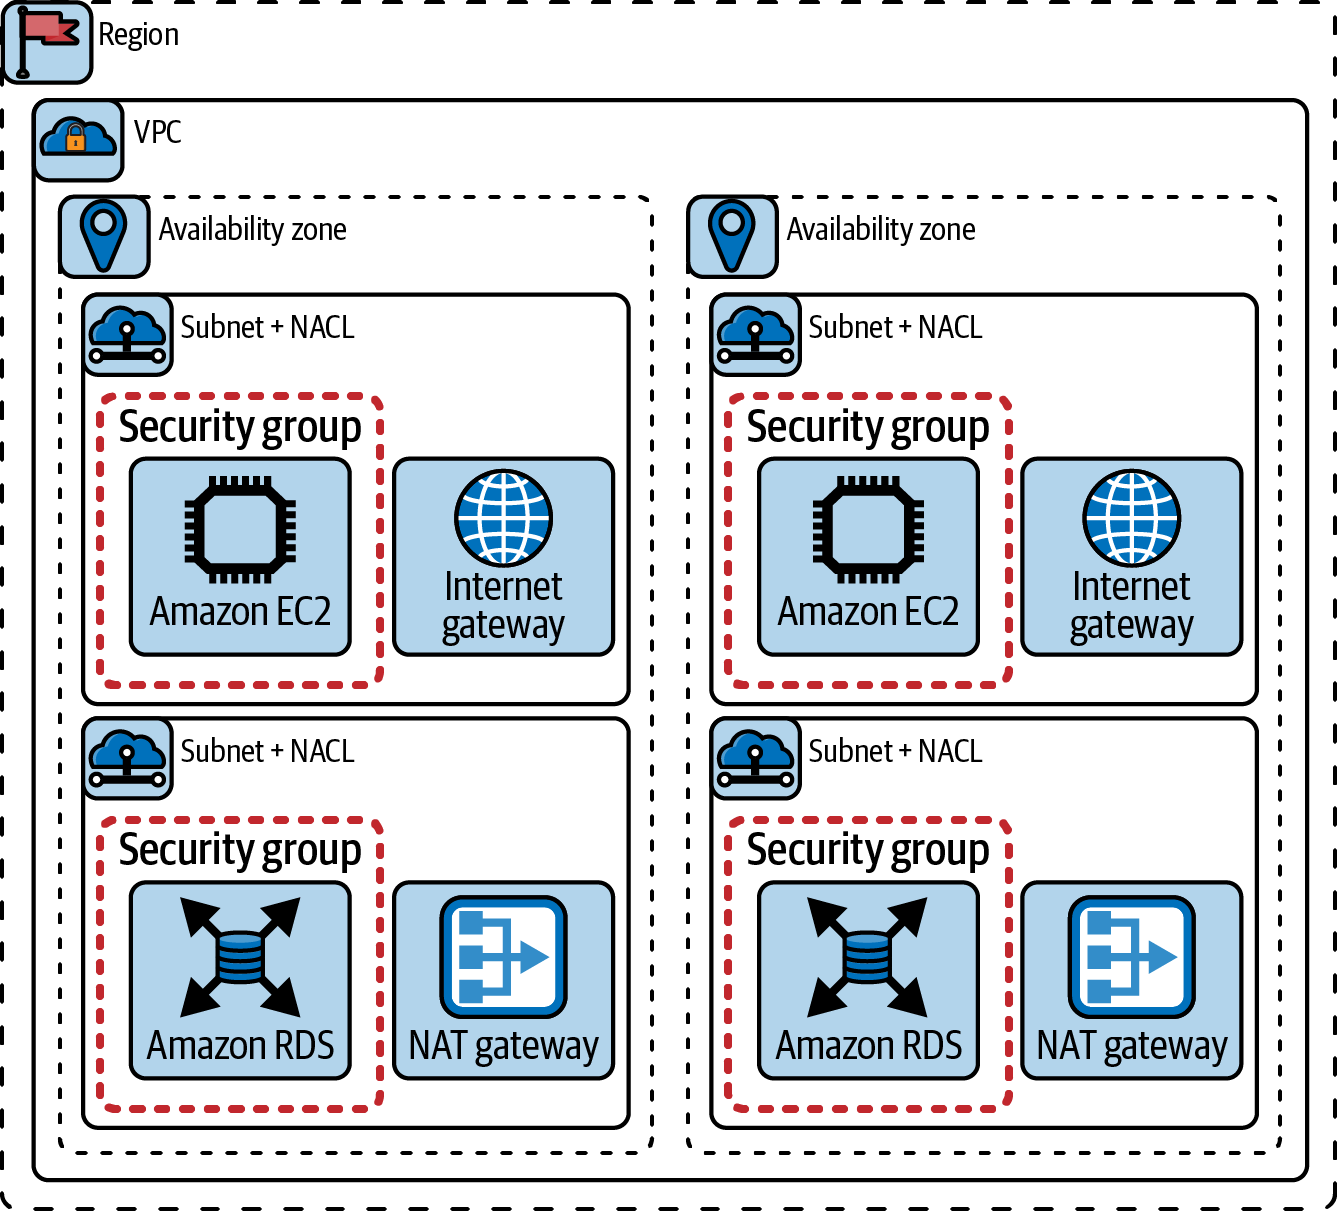 Region
VPC
Availability zone
Subnet + NACL
Security group
Amazon EC2
Internet
gateway
Subnet + NACL
Security group
Amazon RDS
NAT gateway
Availability zone
Subnet + NACL
Security group
Amazon EC2
Internet
gateway
Subnet + NACL
Security group
Amazon RDS
NAT gateway